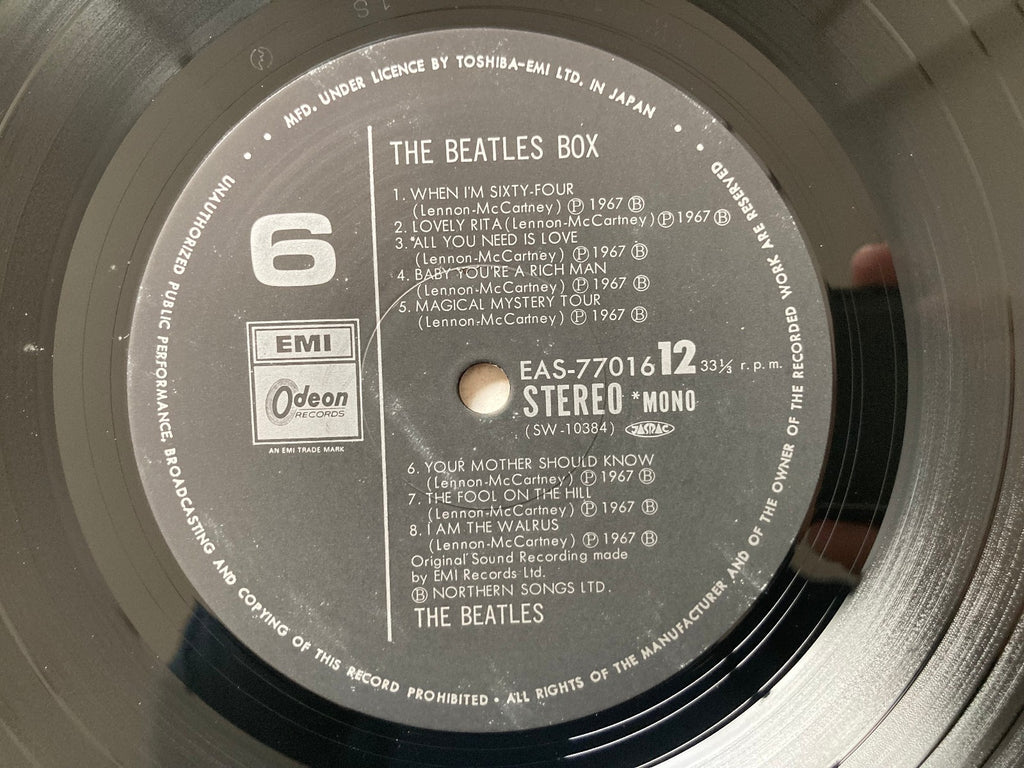 MFD. UNDER LICENCE BY TOSHIBA-EMI LTD. IN JAPAN
THE BEATLES BOX
1. WHEN I'M SIXTY-FOUR
(Lennon-McCartney) Ⓟ 1967 Ⓑ
2. LOVELY RITA (Lennon-McCartney) Ⓟ 1967 Ⓑ
3. *ALL YOU NEED IS LOVE
(Lennon-McCartney) Ⓟ 1967 Ⓑ
4. BABY YOU'RE A RICH MAN
(Lennon-McCartney) Ⓟ 1967 Ⓑ
5. MAGICAL MYSTERY TOUR
(Lennon-McCartney) Ⓟ 1967 Ⓑ
6
EMI
Odeon
RECORDS
AN EMI TRADE MARK
EAS-77016 12 33⅓ r.p.m.
STEREO *MONO
(SW-10384) JASRAC
6. YOUR MOTHER SHOULD KNOW
(Lennon-McCartney) Ⓟ 1967 Ⓑ
7. THE FOOL ON THE HILL
(Lennon-McCartney) Ⓟ 1967 Ⓑ
8. I AM THE WALRUS
(Lennon-McCartney) Ⓟ 1967 Ⓑ
Original Sound Recording made
by EMI Records Ltd.
Ⓑ NORTHERN SONGS LTD.
THE BEATLES
UNAUTHORIZED PUBLIC PERFORMANCE, BROADCASTING AND COPYING OF THIS RECORD PROHIBITED • ALL RIGHTS OF THE MANUFACTURER AND OF THE OWNER OF THE RECORDED WORK ARE RESERVED